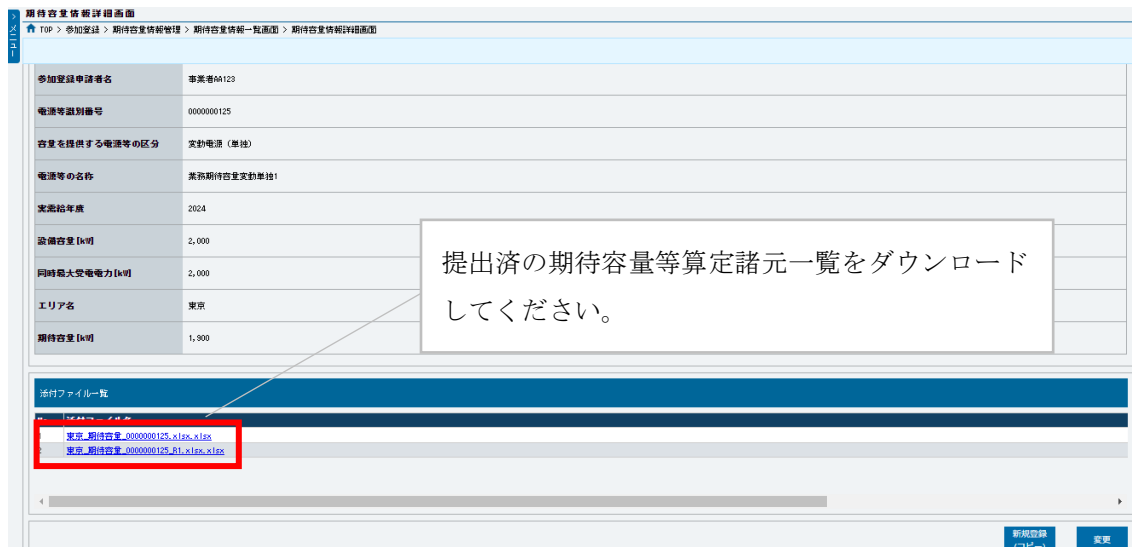 期待容量情報詳細画面
TOP > 参加登録 > 期待容量情報管理 > 期待容量情報一覧画面 > 期待容量情報詳細画面
> メニュー
参加登録申請者名 事業者AA123
電源等識別番号 0000000125
容量を提供する電源等の区分 変動電源（単独）
電源等の名称 業務期待容量変動単独1
実需給年度 2024
設備容量[kW] 2,000
同時最大受電電力[kW] 2,000
エリア名 東京
期待容量[kW] 1,900
提出済の期待容量等算定諸元一覧をダウンロード
してください。
添付ファイル一覧
No. 添付ファイル名
1 東京_期待容量_0000000125.xlsx.xlsx
2 東京_期待容量_0000000125_R1.xlsx.xlsx
新規登録
(コピー)
変更